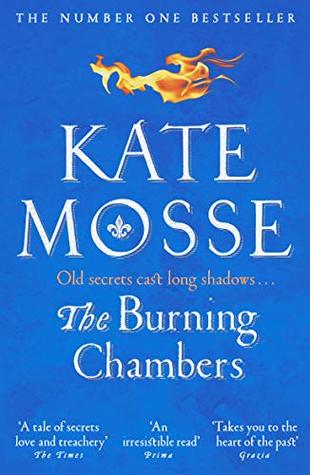 THE NUMBER ONE BESTSELLER
KATE
MOSSE
Old secrets cast long shadows...
The Burning
Chambers
‘A tale of secrets
love and treachery’
The Times
‘An
irresistible read’
Prima
‘Takes you to the
heart of the past’
Grazia